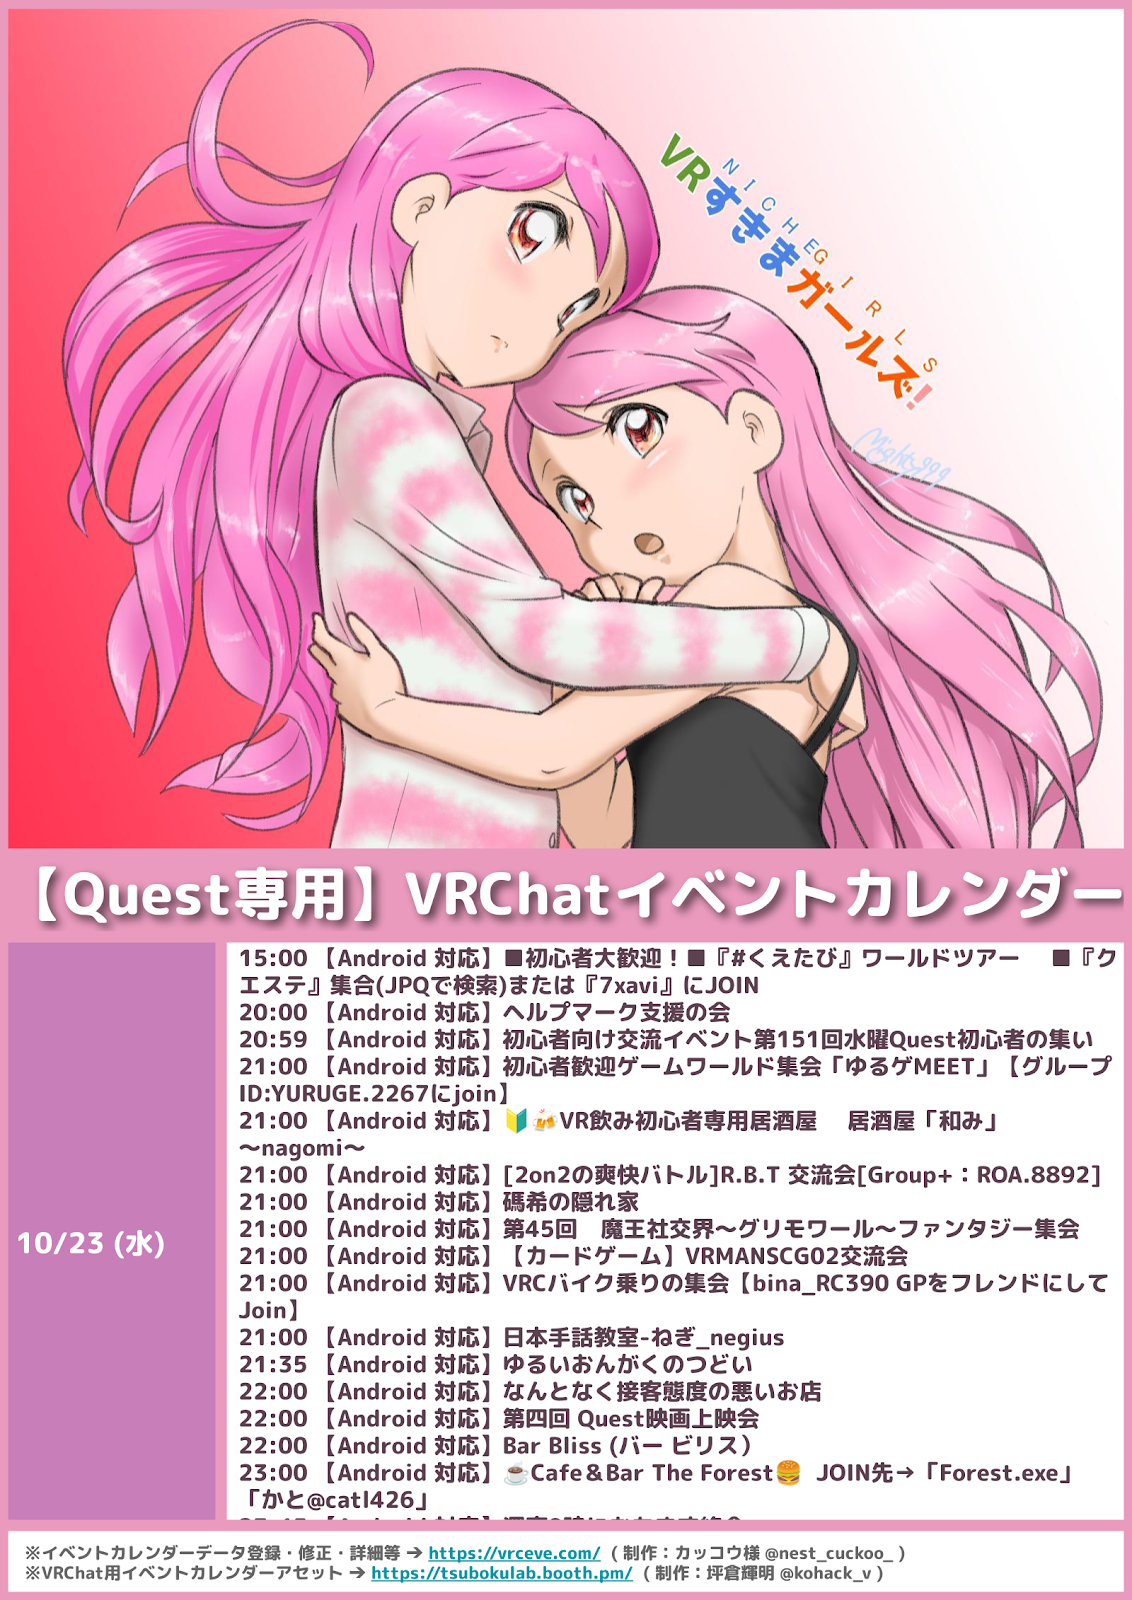 NICHE GIRLS
VRすきまガールズ!
Mighty999
【Quest専用】VRChatイベントカレンダー
10/23 (水)
15:00 【Android 対応】■初心者大歓迎！■『#くえたび』ワールドツアー　■『ク
エステ』集合(JPQで検索)または『7xavi』にJOIN
20:00 【Android 対応】ヘルプマーク支援の会
20:59 【Android 対応】初心者向け交流イベント第151回水曜Quest初心者の集い
21:00 【Android 対応】初心者歓迎ゲームワールド集会「ゆるゲMEET」【グループ
ID:YURUGE.2267にjoin】
21:00 【Android 対応】🔰🍻VR飲み初心者専用居酒屋　居酒屋「和み」
～nagomi～
21:00 【Android 対応】[2on2の爽快バトル]R.B.T 交流会[Group+：ROA.8892]
21:00 【Android 対応】碼希の隠れ家
21:00 【Android 対応】第45回　魔王社交界～グリモワール～ファンタジー集会
21:00 【Android 対応】【カードゲーム】VRMANSCG02交流会
21:00 【Android 対応】VRCバイク乗りの集会【bina_RC390 GPをフレンドにして
Join】
21:00 【Android 対応】日本手話教室-ねぎ_negius
21:35 【Android 対応】ゆるいおんがくのつどい
22:00 【Android 対応】なんとなく接客態度の悪いお店
22:00 【Android 対応】第四回 Quest映画上映会
22:00 【Android 対応】Bar Bliss (バー ビリス）
23:00 【Android 対応】☕Cafe＆Bar The Forest🍔 JOIN先→「Forest.exe」
「かと@catl426」
※イベントカレンダーデータ登録・修正・詳細等 → https://vrceve.com/ （ 制作：カッコウ様 @nest_cuckoo_ ）
※VRChat用イベントカレンダーアセット → https://tsubokulab.booth.pm/ （ 制作：坪倉輝明 @kohack_v ）